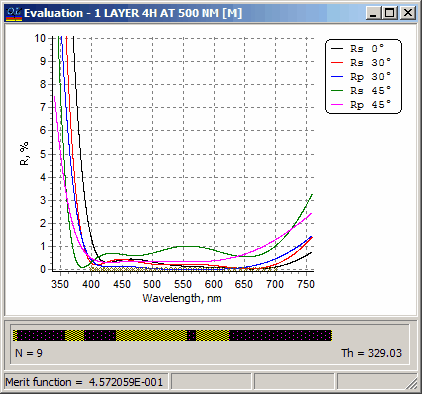 OL Evaluation - 1 LAYER 4H AT 500 NM [M]
10
9
8
7
6
5
4
3
2
1
0
R, %
350 400 450 500 550 600 650 700 750
Wavelength, nm
Rs 0°
Rs 30°
Rp 30°
Rs 45°
Rp 45°
N = 9 Th = 329.03
Merit function = 4.572059E-001